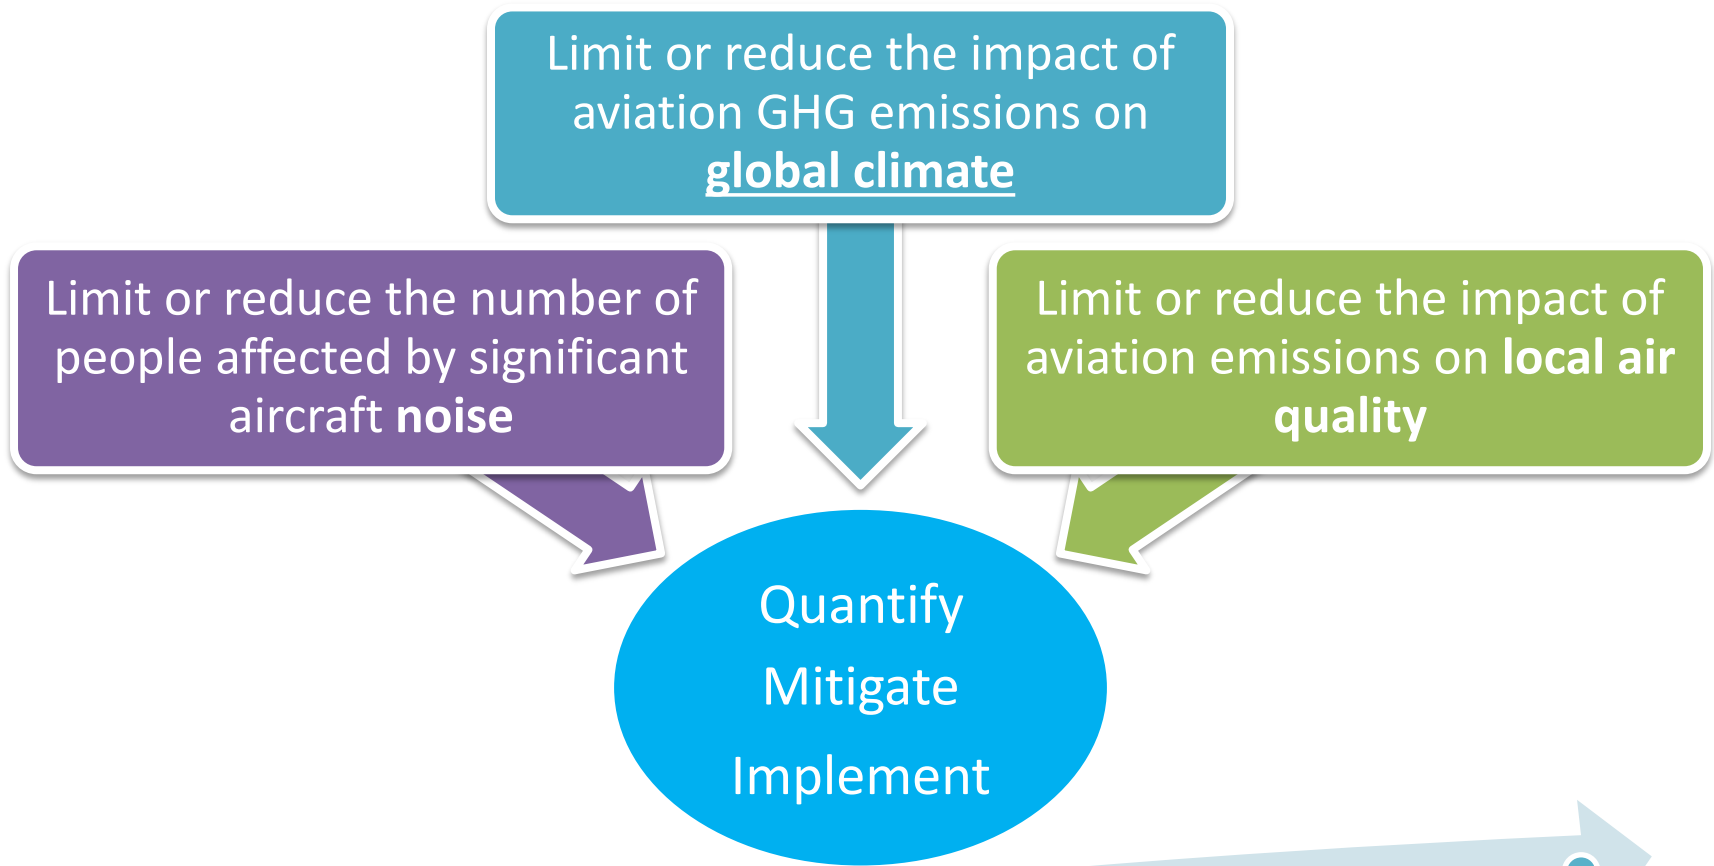 Limit or reduce the impact of
aviation GHG emissions on
global climate
Limit or reduce the number of
people affected by significant
aircraft noise
Limit or reduce the impact of
aviation emissions on local air
quality
Quantify
Mitigate
Implement